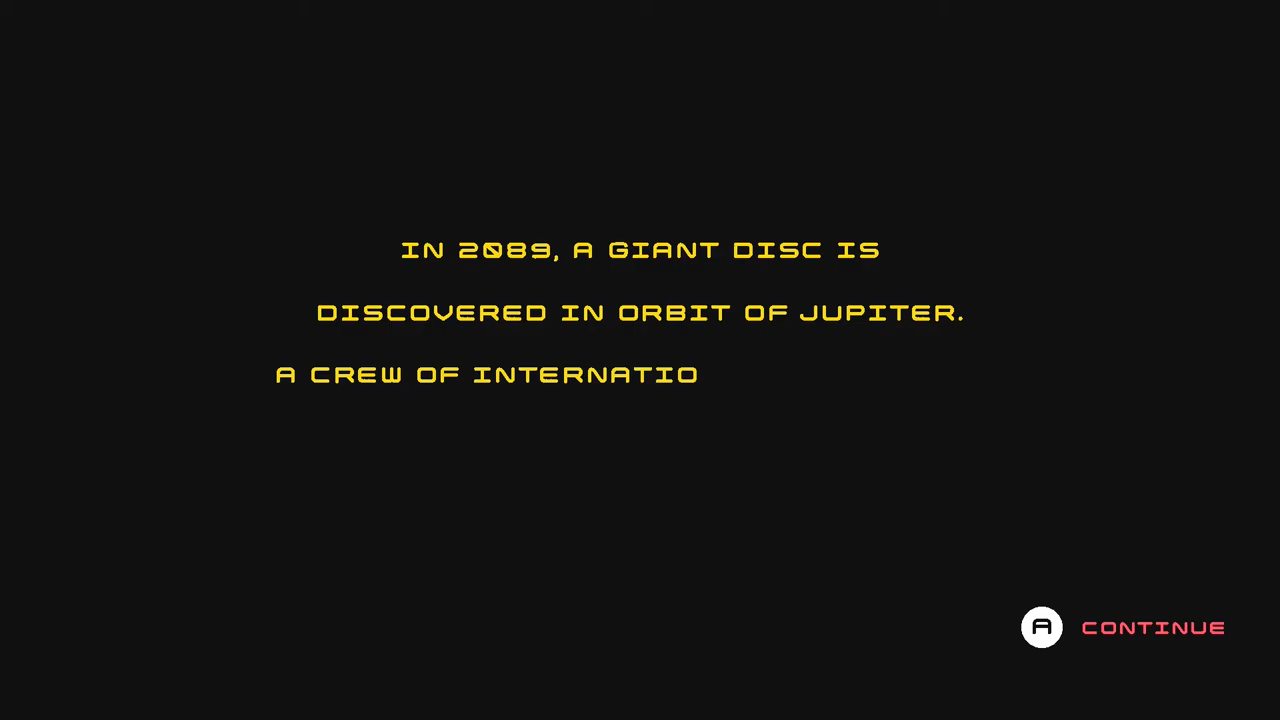 IN 2089, A GIANT DISC IS
DISCOVERED IN ORBIT OF JUPITER.
A CREW OF INTERNATIO
A CONTINUE